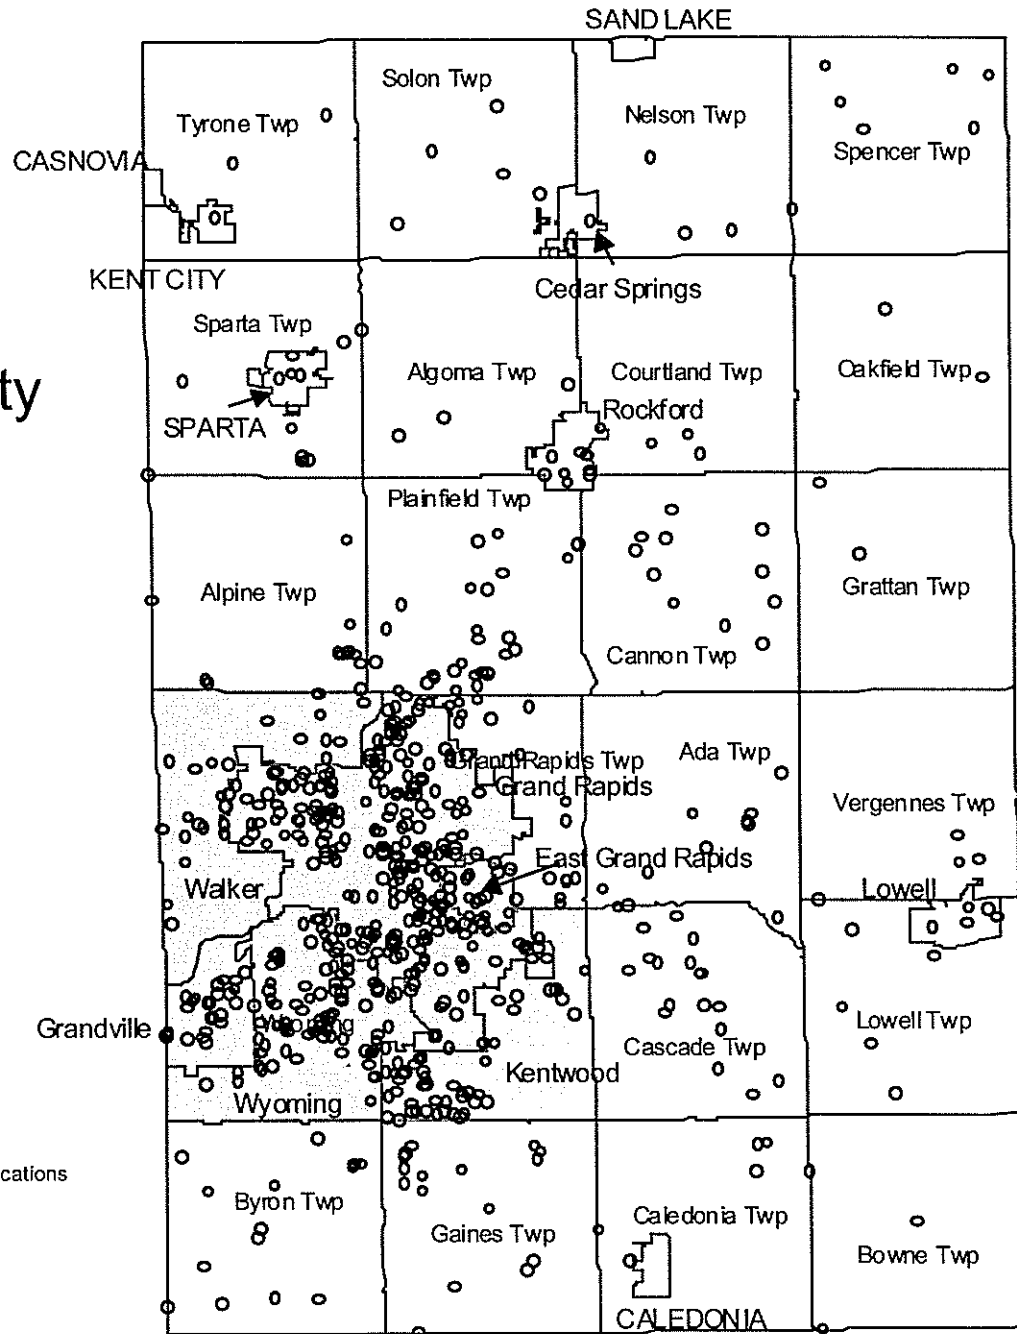 SAND LAKE
Solon Twp
Tyrone Twp
Nelson Twp
Spencer Twp
CASNOVIA
KENT CITY
Cedar Springs
Sparta Twp
Algoma Twp
Courtland Twp
Oakfield Twp
ty
SPARTA
Rockford
Plainfield Twp
Alpine Twp
Grattan Twp
Cannon Twp
Grand Rapids Twp
Ada Twp
Grand Rapids
Vergennes Twp
East Grand Rapids
Walker
Lowell
Grandville
Wyoming
Lowell Twp
Cascade Twp
Kentwood
Wyoming
cations
Byron Twp
Gaines Twp
Caledonia Twp
Bowne Twp
CALEDONIA